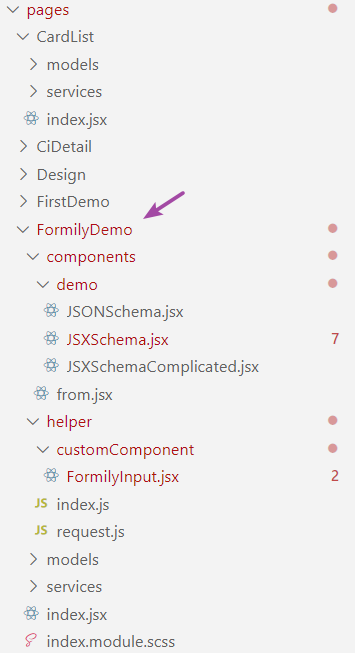 pages
CardList
models
services
index.jsx
CiDetail
Design
FirstDemo
FormilyDemo
components
demo
JSONSchema.jsx
JSXSchema.jsx 7
JSXSchemaComplicated.jsx
from.jsx
helper
customComponent
FormilyInput.jsx 2
JS index.js
JS request.js
models
services
index.jsx
index.module.scss